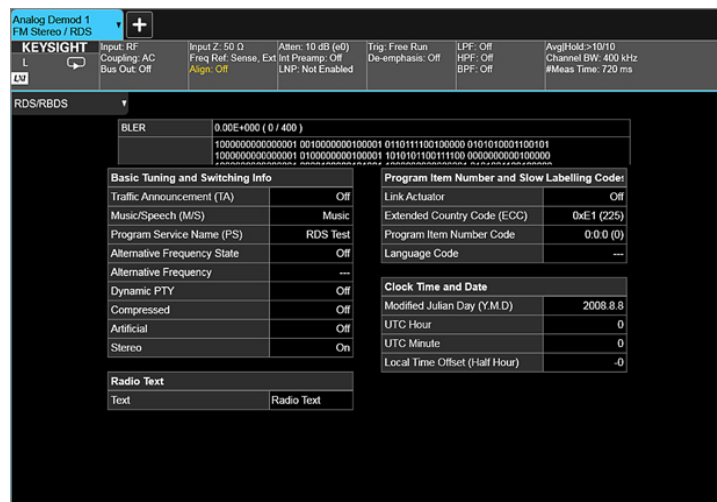 Analog Demod 1
FM Stereo / RDS
KEYSIGHT
L
LXI
Input: RF
Coupling: AC
Bus Out: Off
Input Z: 50 Ω
Freq Ref: Sense, Ext
Align: Off
Atten: 10 dB (e0)
Int Preamp: Off
LNP: Not Enabled
Trig: Free Run
De-emphasis: Off
LPF: Off
HPF: Off
BPF: Off
Avg|Hold:>10/10
Channel BW: 400 kHz
#Meas Time: 720 ms
RDS/RBDS
BLER 0.00E+000 ( 0 / 400 )
1000000000000001 0010000000100001 0110111100100000 0101010001100101
1000000000000001 0100000000100001 1010101100111100 0000000000100000
Basic Tuning and Switching Info
Traffic Announcement (TA) Off
Music/Speech (M/S) Music
Program Service Name (PS) RDS Test
Alternative Frequency State Off
Alternative Frequency ---
Dynamic PTY Off
Compressed Off
Artificial Off
Stereo On
Radio Text
Text Radio Text
Program Item Number and Slow Labelling Codes
Link Actuator Off
Extended Country Code (ECC) 0xE1 (225)
Program Item Number Code 0:0:0 (0)
Language Code ---
Clock Time and Date
Modified Julian Day (Y.M.D) 2008.8.8
UTC Hour 0
UTC Minute 0
Local Time Offset (Half Hour) -0